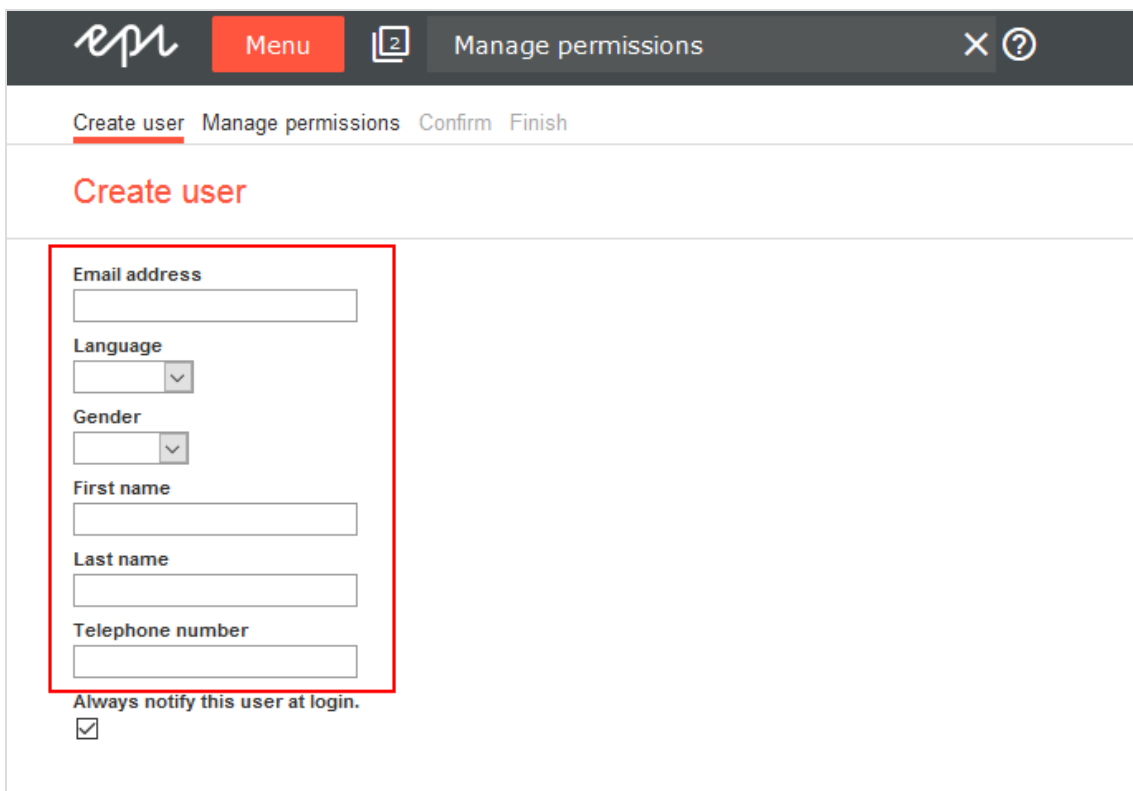 epi Menu 2 Manage permissions
Create user Manage permissions Confirm Finish
Create user
Email address
Language
Gender
First name
Last name
Telephone number
Always notify this user at login.